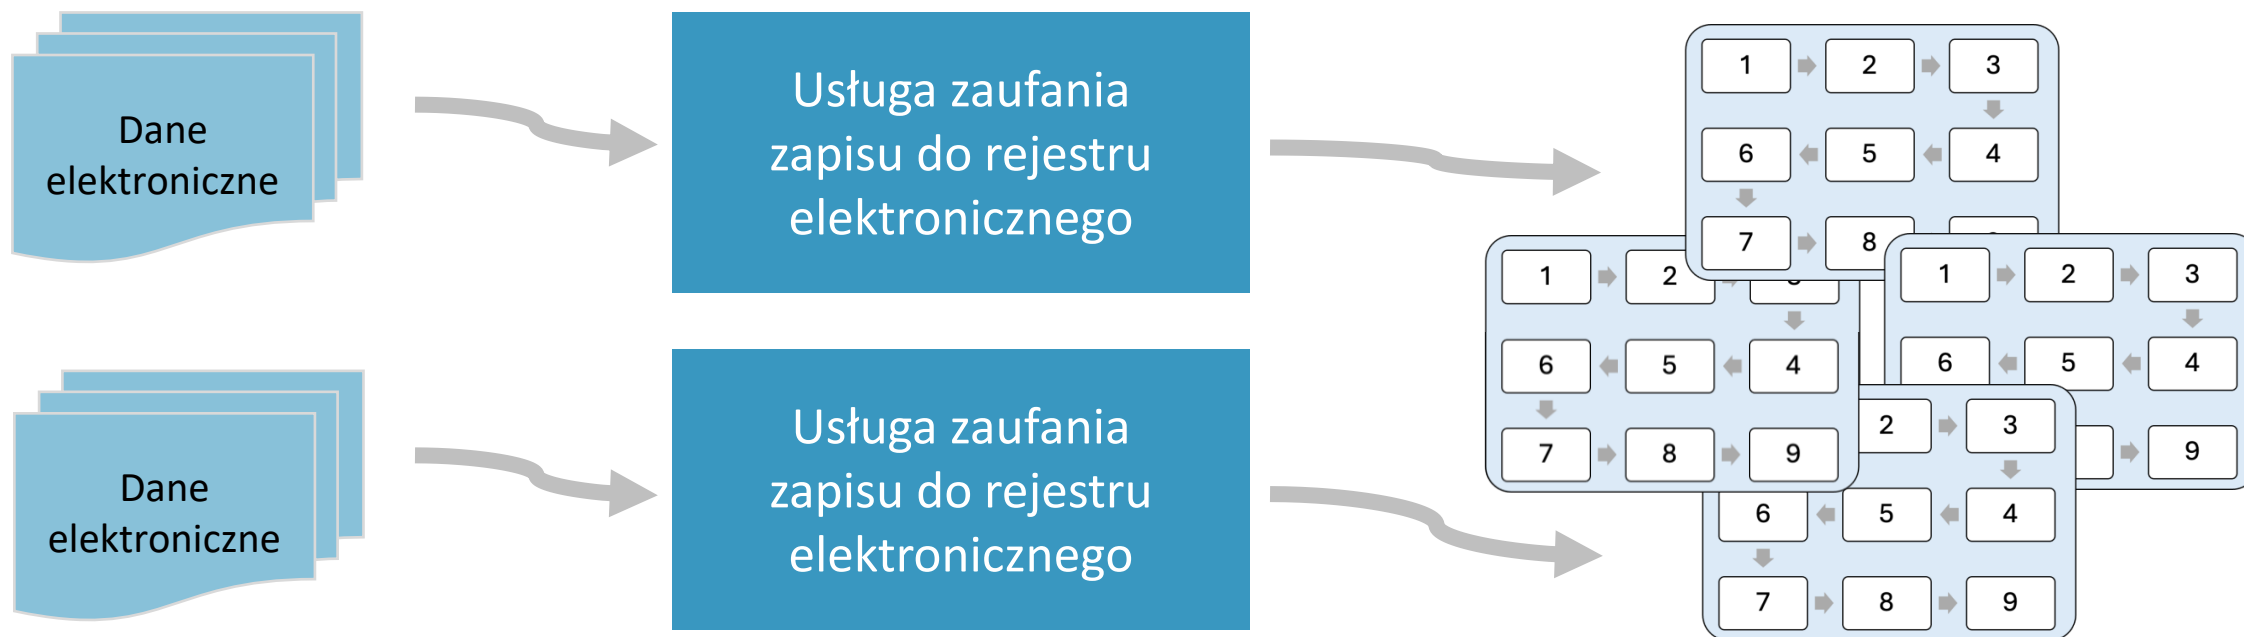 Dane
elektroniczne
Usługa zaufania
zapisu do rejestru
elektronicznego
1 2 3
6 5 4
7 8
Dane
elektroniczne
Usługa zaufania
zapisu do rejestru
elektronicznego
1 2
6 5 4
7 8 9
1 2 3
6 5 4
9
2 3
6 5 4
7 8 9